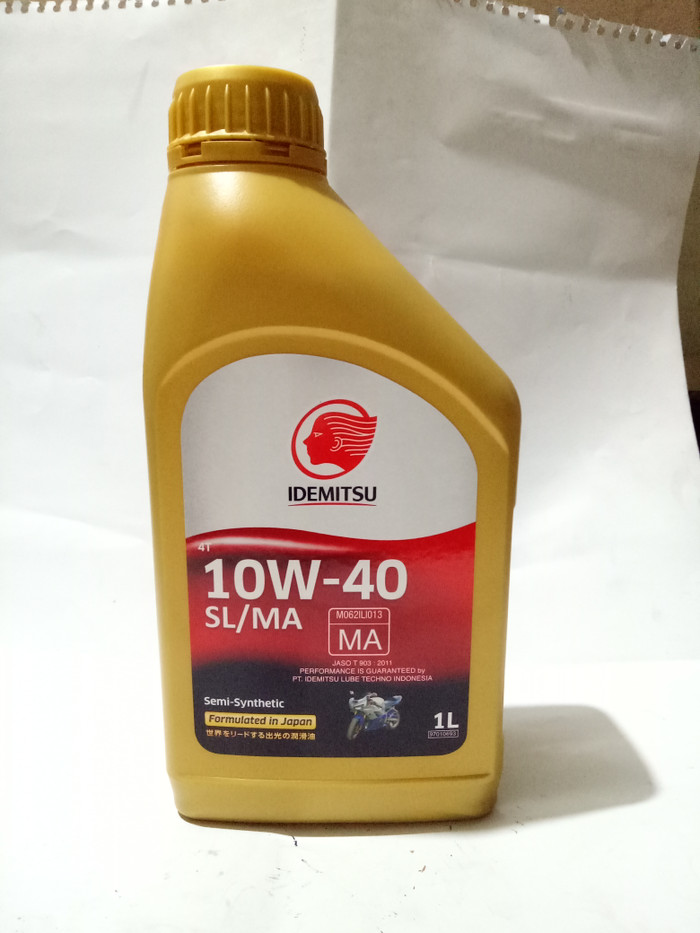 IDEMITSU
4T
10W-40
SL/MA
M062ILI013
MA
JASO T 903 : 2011
PERFORMANCE IS GUARANTEED by
PT. IDEMITSU LUBE TECHNO INDONESIA
Semi-Synthetic
Formulated in Japan
世界をリードする出光の潤滑油
1L
97010693